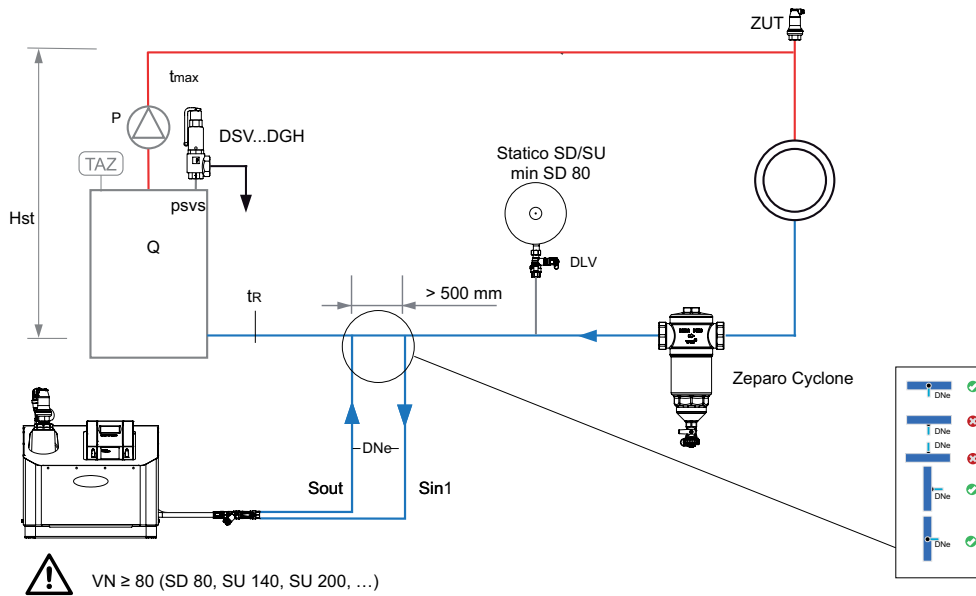 ZUT
tmax
P
DSV...DGH
TAZ
Statico SD/SU
min SD 80
psvs
Hst
Q
DLV
tR
> 500 mm
Zeparo Cyclone
DNe
DNe
DNe
DNe
DNe
DNe
Sout
Sin1
VN ≥ 80 (SD 80, SU 140, SU 200, …)